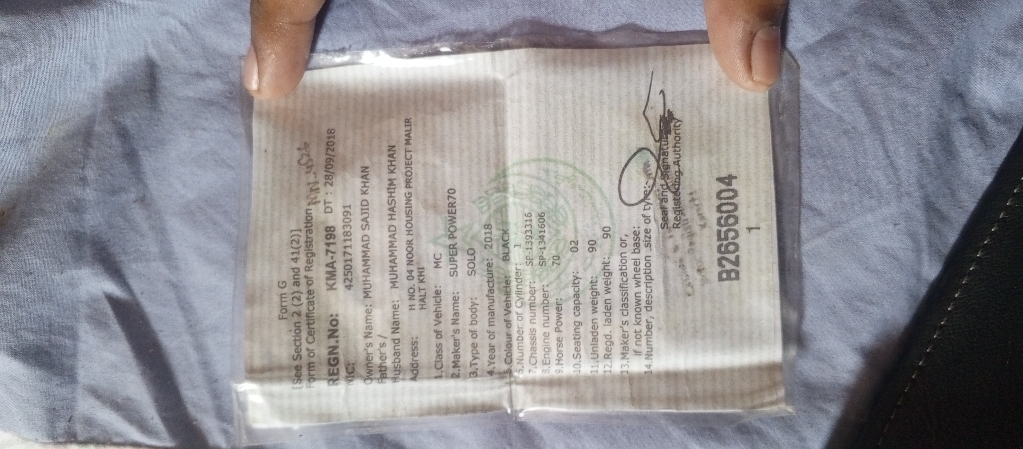 Form G
[See Section 2 (2) and 41(2)]
Form of Certificate of Registration
REGN.No: KMA-7198 DT : 28/09/2018
NIC: 4250171183091
Owner's Name: MUHAMMAD SAJID KHAN
Father's /
Husband Name: MUHAMMAD HASHIM KHAN
Address: H NO. 04 NOOR HOUSING PROJECT MALIR
HALT KHI
1.Class of Vehicle: MC
2.Maker's Name: SUPER POWER70
3.Type of body: SOLO
4.Year of manufacture: 2018
5.Colour of Vehicle: BLACK
6.Number of Cylinder: 1
7.Chassis number: SP-1393316
8.Engine number: SP-1341606
9.Horse Power: 70
10.Seating capacity: 02
11.Unladen weight: 90
12.Regd. laden weight: 90
13.Maker's classification or,
if not known wheel base:
14.Number, description size of tyre:
Seal and Signature
Registering Authority
B2656004
1